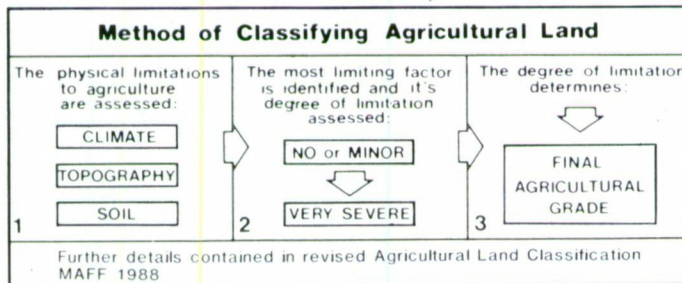 Method of Classifying Agricultural Land
The physical limitations
to agriculture
are assessed:
CLIMATE
TOPOGRAPHY
SOIL
1
The most limiting factor
is identified and it's
degree of limitation
assessed:
NO or MINOR
VERY SEVERE
2
The degree of limitation
determines:
FINAL
AGRICULTURAL
GRADE
3
Further details contained in revised Agricultural Land Classification
MAFF 1988